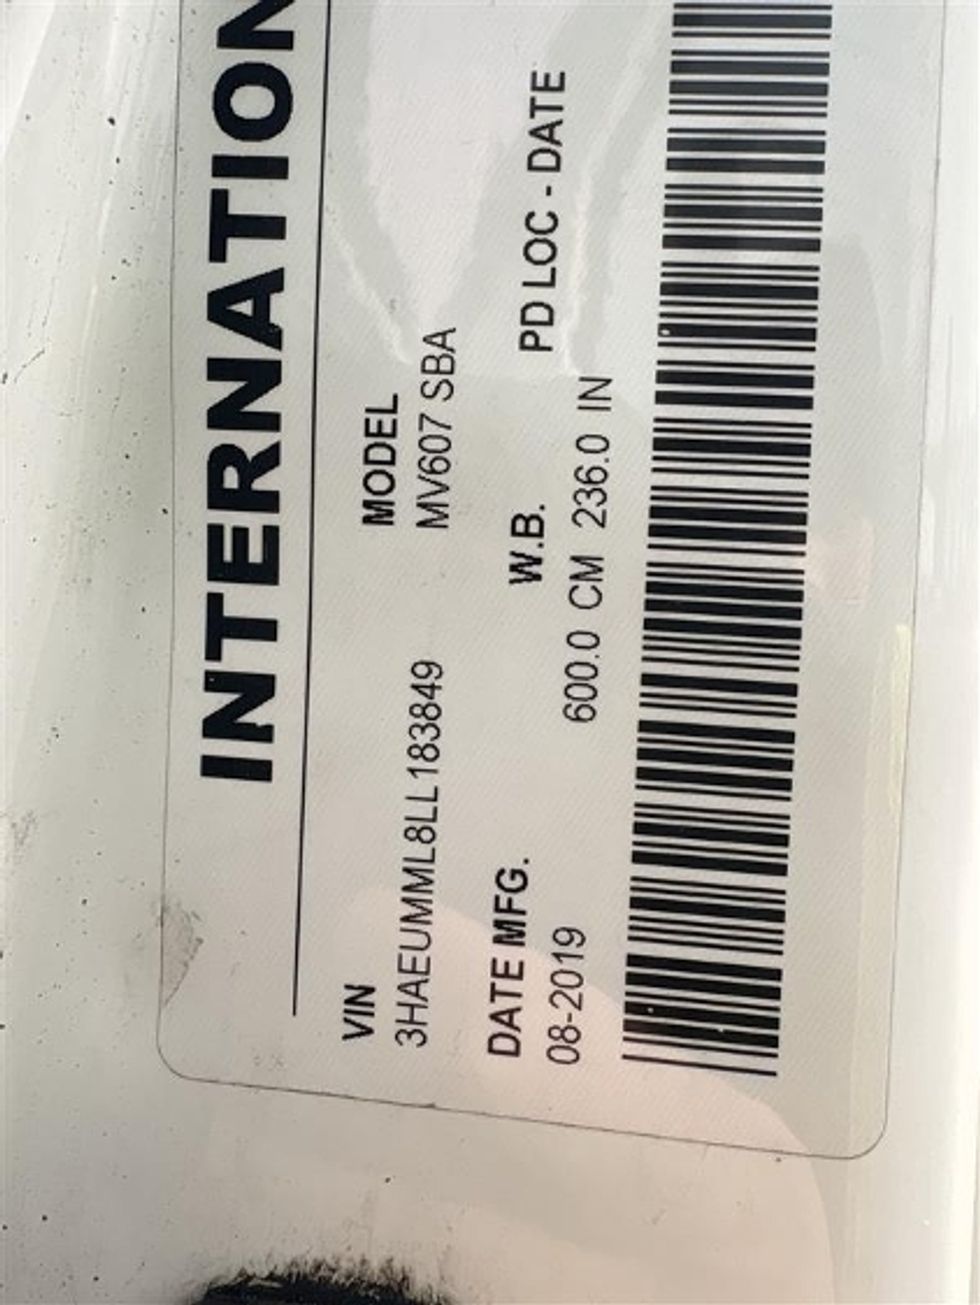 INTERNATION
VIN
3HAEUMML8LL183849
MODEL
MV607 SBA
DATE MFG.
08-2019
W.B.
600.0 CM 236.0 IN
PD LOC - DATE